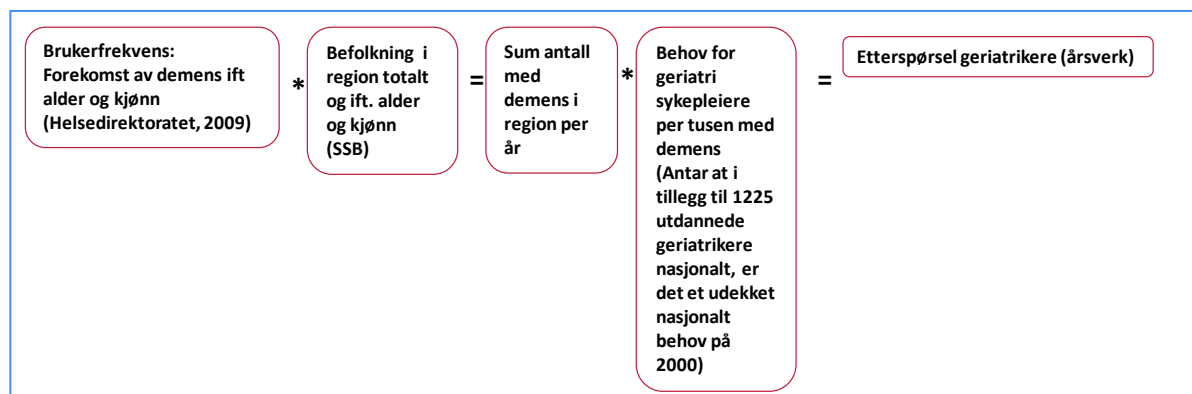 Brukerfrekvens:
Forekomst av demens ift
alder og kjønn
(Helsedirektoratet, 2009)
*
Befolkning i
region totalt
og ift. alder
og kjønn
(SSB)
=
Sum antall
med
demens i
region per
år
*
Behov for
geriatri
sykepleiere
per tusen med
demens
(Antar at i
tillegg til 1225
utdannede
geriatrikere
nasjonalt, er
det et udekket
nasjonalt
behov på
2000)
=
Etterspørsel geriatrikere (årsverk)